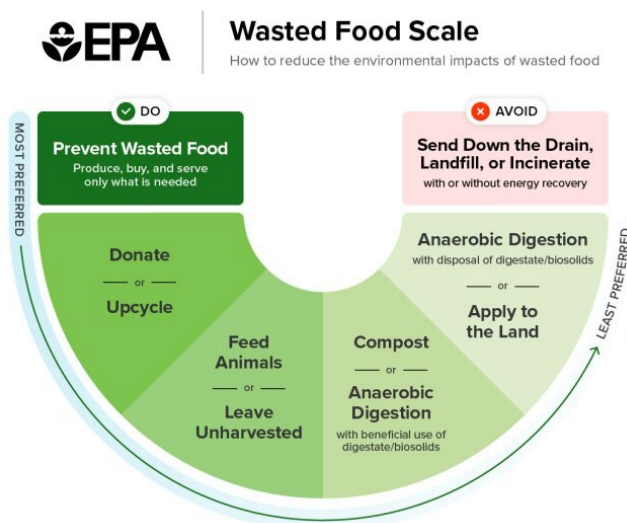 EPA
Wasted Food Scale
How to reduce the environmental impacts of wasted food
DO
Prevent Wasted Food
Produce, buy, and serve
only what is needed
AVOID
Send Down the Drain,
Landfill, or Incinerate
with or without energy recovery
MOST PREFERRED
Donate
or
Upcycle
Feed
Animals
or
Leave
Unharvested
Compost
or
Anaerobic
Digestion
with beneficial use of
digestate/biosolids
Anaerobic Digestion
with disposal of digestate/biosolids
or
Apply to
the Land
LEAST PREFERRED